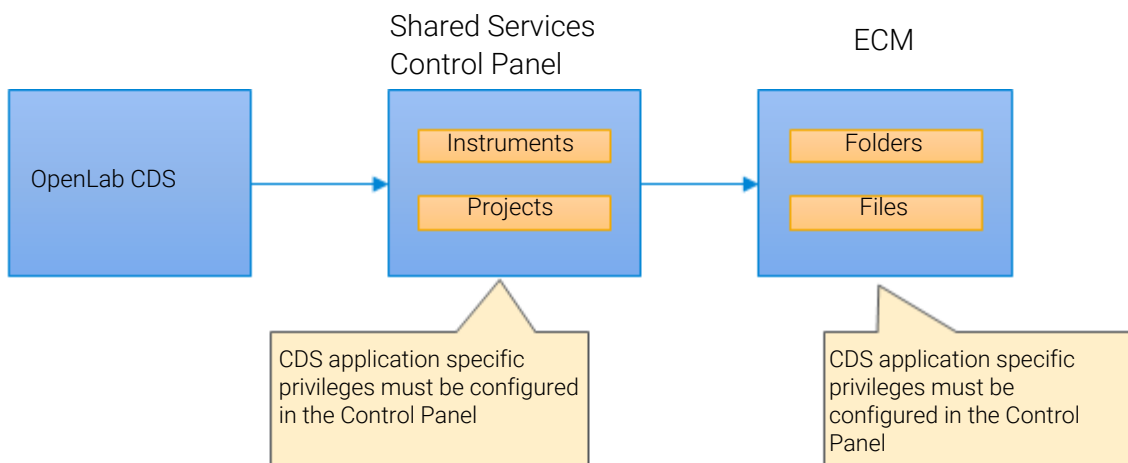 Shared Services
Control Panel
ECM
OpenLab CDS
Instruments
Projects
Folders
Files
CDS application specific
privileges must be configured
in the Control Panel
CDS application specific
privileges must be
configured in the Control
Panel